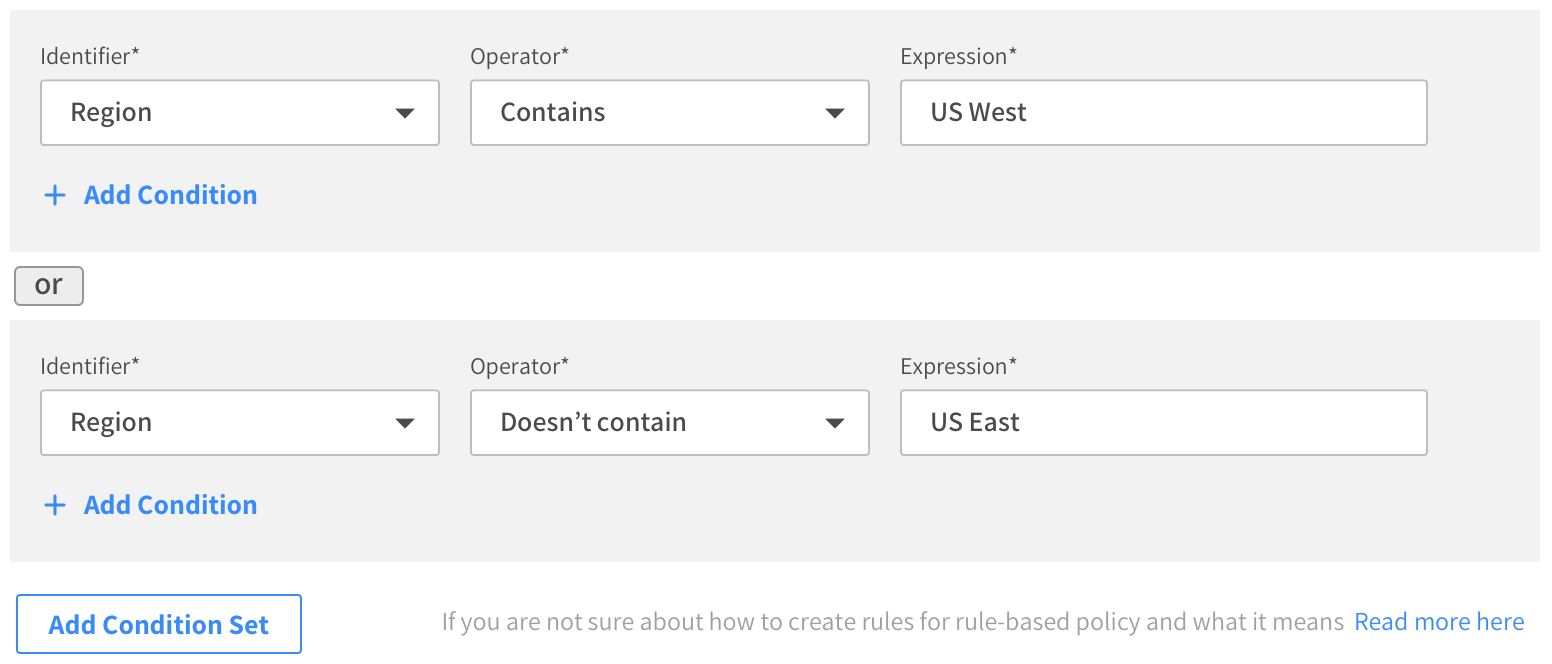 Identifier* Operator* Expression*
Region Contains US West
+ Add Condition
or
Identifier* Operator* Expression*
Region Doesn’t contain US East
+ Add Condition
Add Condition Set If you are not sure about how to create rules for rule-based policy and what it means Read more here